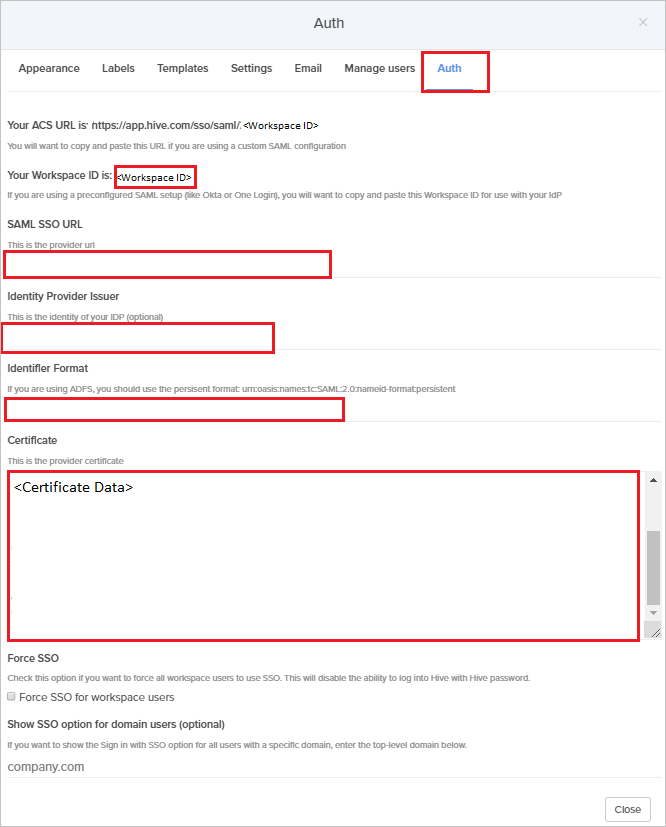 Auth ×
Appearance Labels Templates Settings Email Manage users Auth
Your ACS URL is: https://app.hive.com/sso/saml/: <Workspace ID>
You will want to copy and paste this URL if you are using a custom SAML configuration
Your Workspace ID is: <Workspace ID>
If you are using a preconfigured SAML setup (like Okta or One Login), you will want to copy and paste this Workspace ID for use with your IdP
SAML SSO URL
This is the provider url
Identity Provider Issuer
This is the identity of your IDP (optional)
Identifier Format
If you are using ADFS, you should use the persisent format: urn:oasis:names:tc:SAML:2.0:nameid-format:persistent
Certificate
This is the provider certificate
<Certificate Data>
Force SSO
Check this option if you want to force all workspace users to use SSO. This will disable the ability to log into Hive with Hive password.
Force SSO for workspace users
Show SSO option for domain users (optional)
If you want to show the Sign in with SSO option for all users with a specific domain, enter the top-level domain below.
company.com
Close